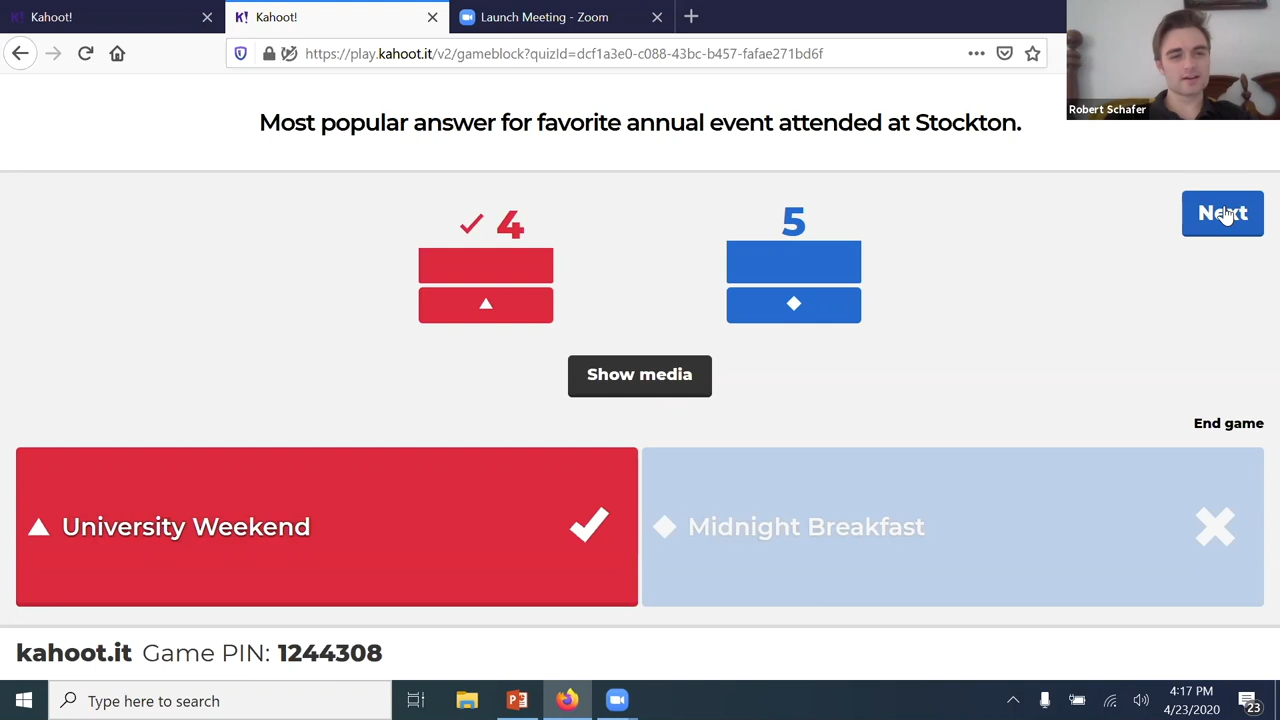 K! Kahoot!
K! Kahoot!
Launch Meeting - Zoom
https://play.kahoot.it/v2/gameblock?quizId=dcf1a3e0-c088-43bc-b457-fafae271bd6f
Robert Schafer
Most popular answer for favorite annual event attended at Stockton.
Next
4
5
Show media
End game
University Weekend
Midnight Breakfast
kahoot.it Game PIN: 1244308
Type here to search
4:17 PM
4/23/2020
23